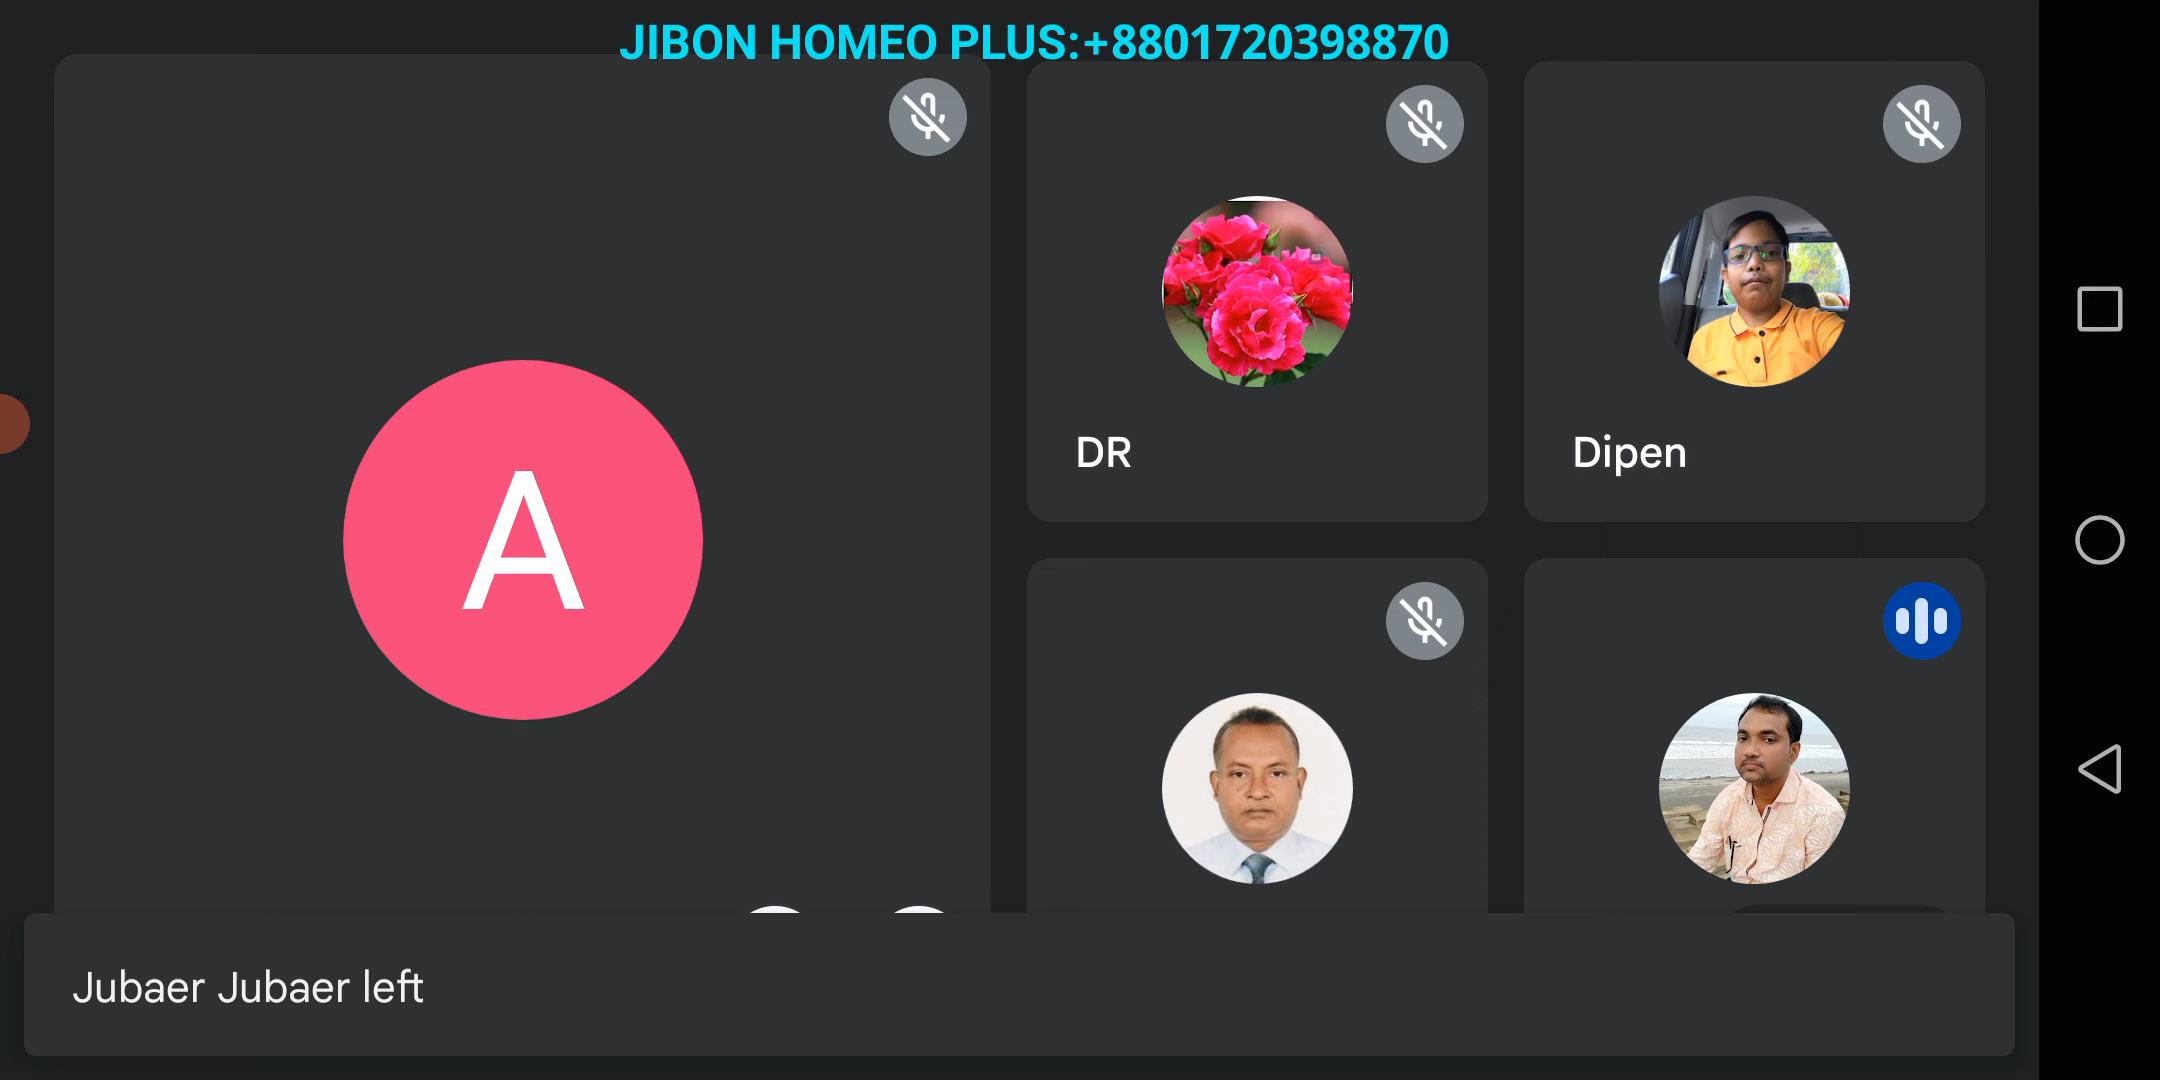 JIBON HOMEO PLUS:+8801720398870
A
DR
Dipen
Jubaer Jubaer left